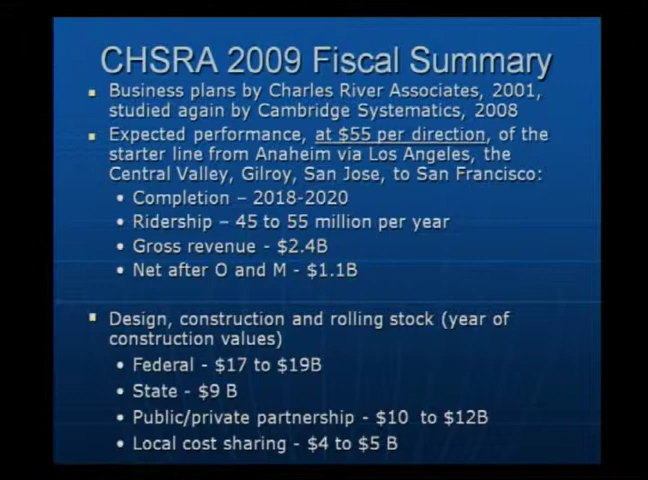 CHSRA 2009 Fiscal Summary
Business plans by Charles River Associates, 2001,
studied again by Cambridge Systematics, 2008
Expected performance, at $55 per direction, of the
starter line from Anaheim via Los Angeles, the
Central Valley, Gilroy, San Jose, to San Francisco:
• Completion – 2018-2020
• Ridership – 45 to 55 million per year
• Gross revenue - $2.4B
• Net after O and M - $1.1B
Design, construction and rolling stock (year of
construction values)
• Federal - $17 to $19B
• State - $9 B
• Public/private partnership - $10 to $12B
• Local cost sharing - $4 to $5 B